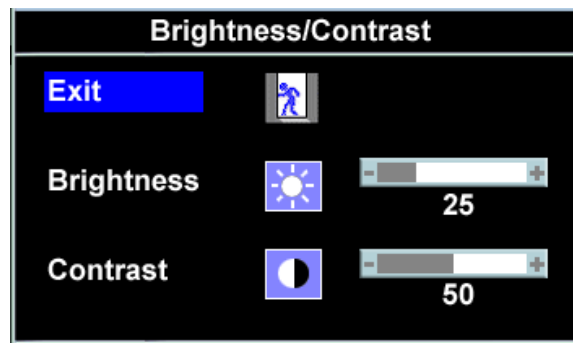 Brightness/Contrast
Exit
Brightness
- +
25
Contrast
- +
50